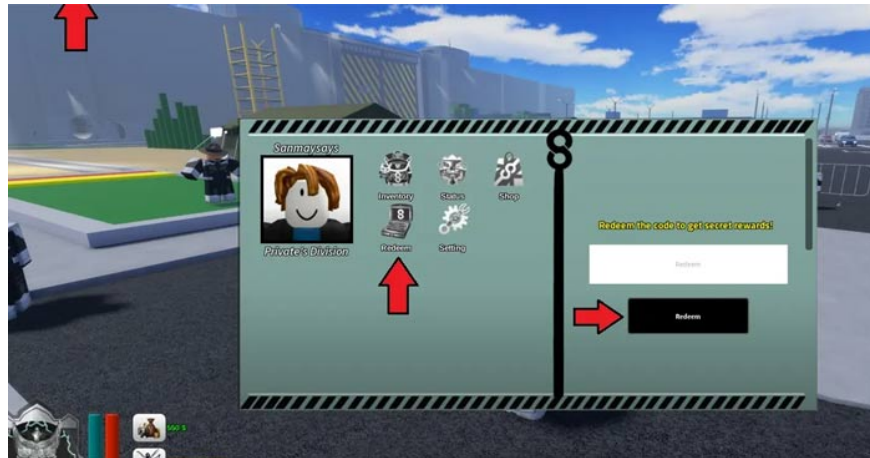 Sanmaysays
Inventory
Status
Shop
Redeem
Setting
Private's Division
Redeem the code to get secret rewards!
Redeem
Redeem